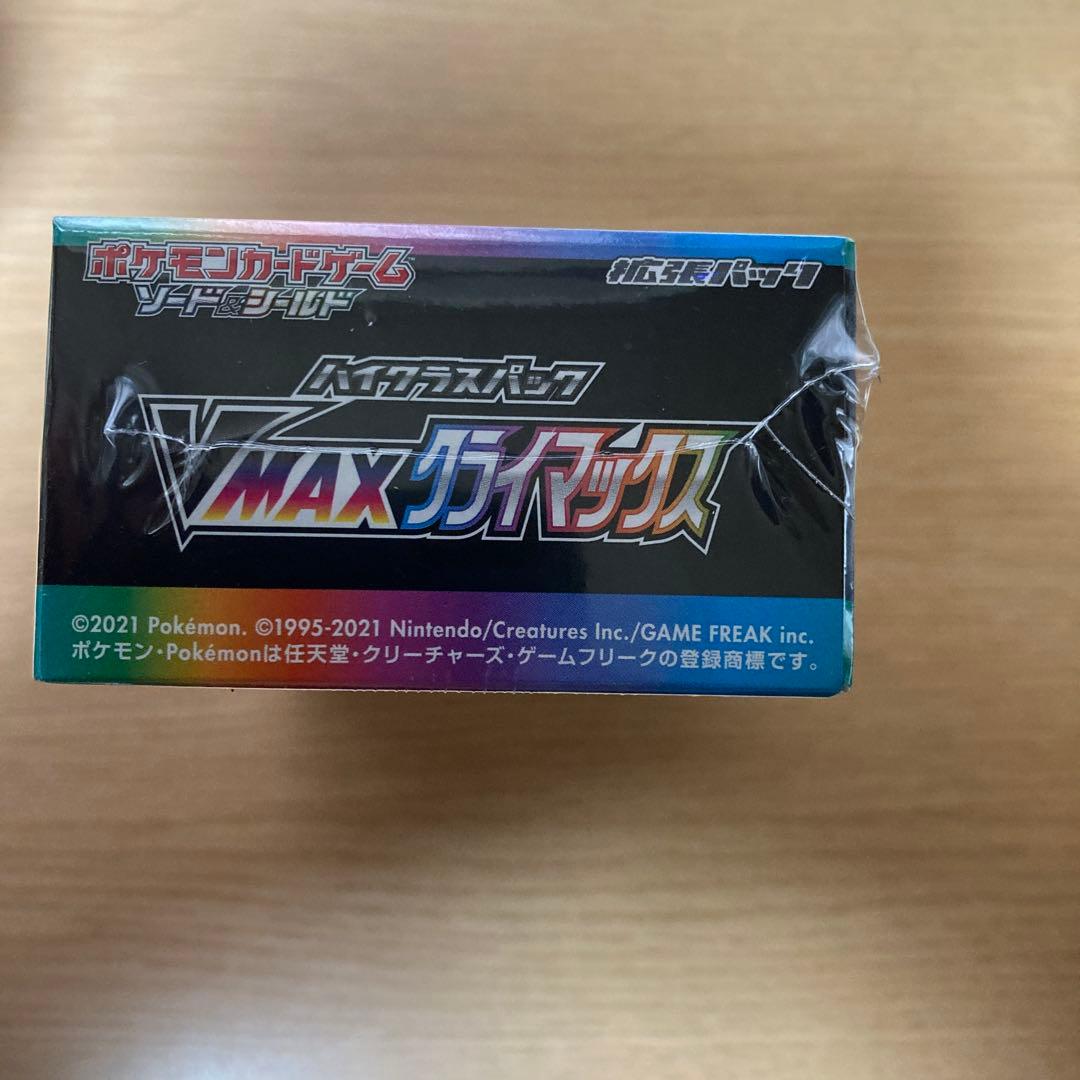 ポケモンカードゲーム
ソード&シールド
拡張パック
ハイクラスパック
VMAXクライマックス
©2021 Pokémon. ©1995-2021 Nintendo/Creatures Inc./GAME FREAK inc.
ポケモン・Pokémonは任天堂・クリーチャーズ・ゲームフリークの登録商標です。